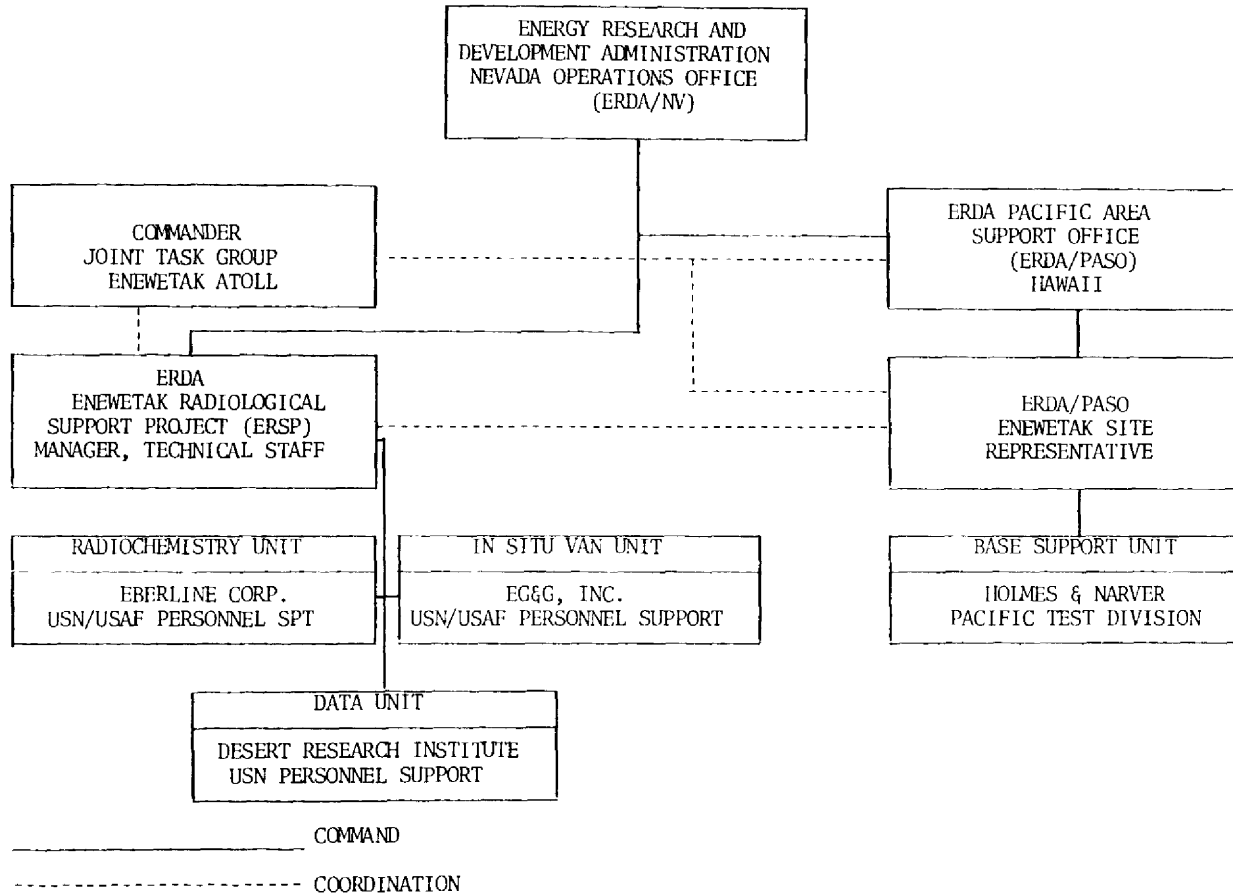 ENERGY RESEARCH AND
DEVELOPMENT ADMINISTRATION
NEVADA OPERATIONS OFFICE
(ERDA/NV)
COMMANDER
JOINT TASK GROUP
ENEWETAK ATOLL
ERDA PACIFIC AREA
SUPPORT OFFICE
(ERDA/PASO)
HAWAII
ERDA
ENEWETAK RADIOLOGICAL
SUPPORT PROJECT (ERSP)
MANAGER, TECHNICAL STAFF
ERDA/PASO
ENEWETAK SITE
REPRESENTATIVE
RADIOCHEMISTRY UNIT
EBERLINE CORP.
USN/USAF PERSONNEL SPT
IN SITU VAN UNIT
EG&G, INC.
USN/USAF PERSONNEL SUPPORT
BASE SUPPORT UNIT
HOLMES & NARVER
PACIFIC TEST DIVISION
DATA UNIT
DESERT RESEARCH INSTITUTE
USN PERSONNEL SUPPORT
COMMAND
COORDINATION